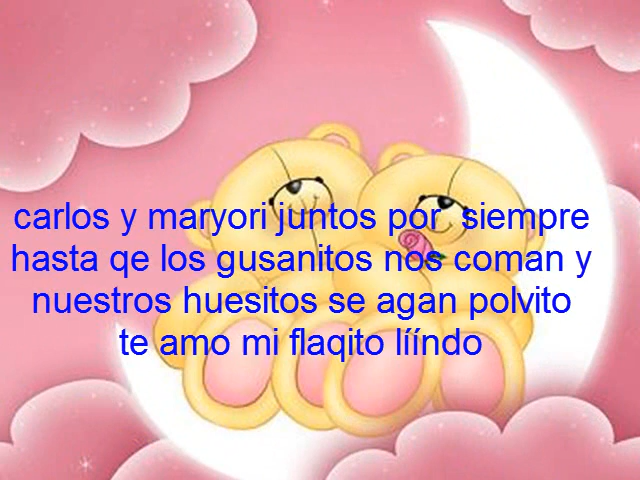 carlos y maryori juntos por  siempre
hasta qe los gusanitos nos coman y
nuestros huesitos se agan polvito
te amo mi flaqito lííndo